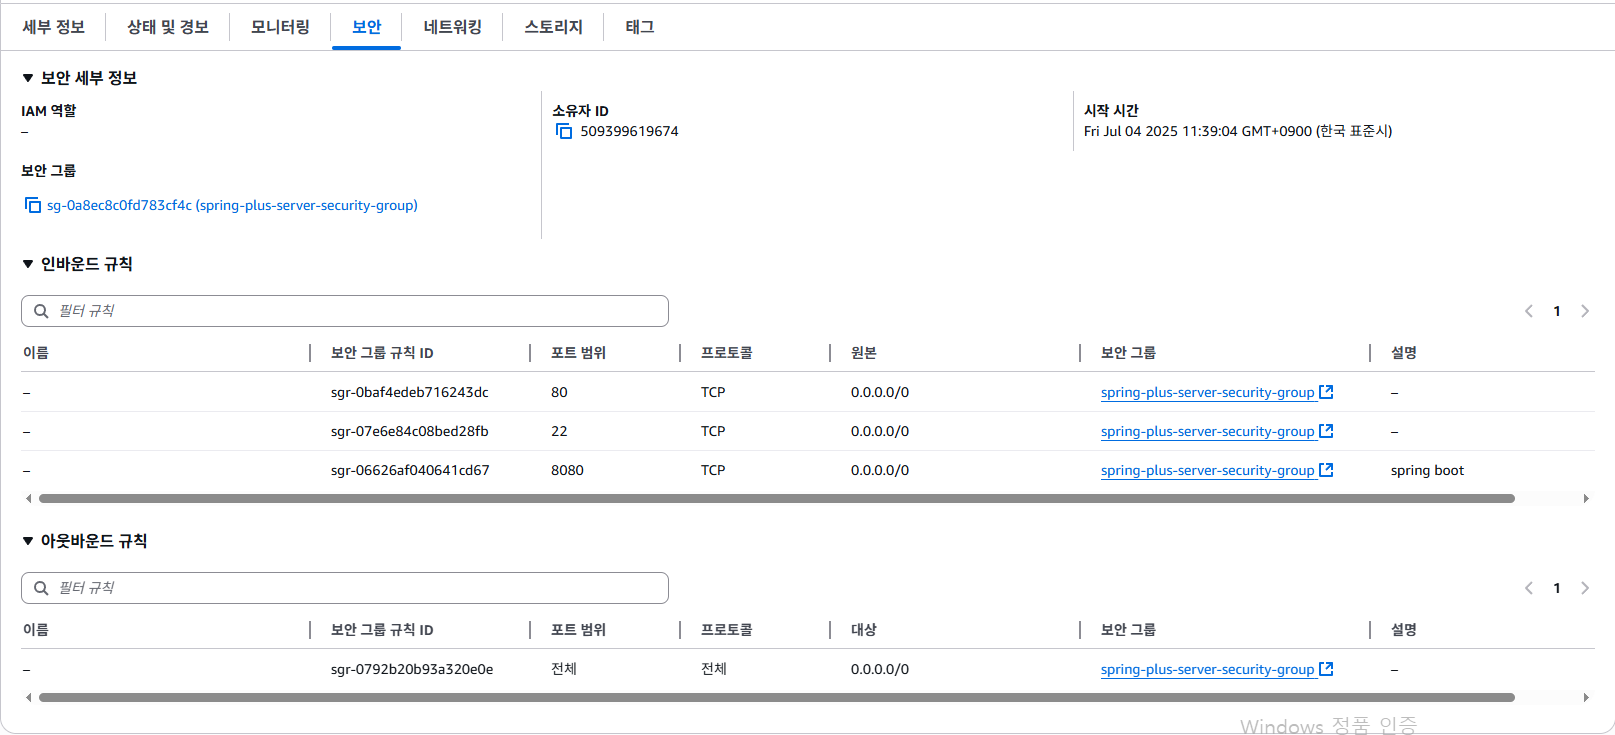 세부 정보 상태 및 경보 모니터링 보안 네트워킹 스토리지 태그
▼ 보안 세부 정보
IAM 역할
–
소유자 ID
509399619674
시작 시간
Fri Jul 04 2025 11:39:04 GMT+0900 (한국 표준시)
보안 그룹
sg-0a8ec8c0fd783cf4c (spring-plus-server-security-group)
▼ 인바운드 규칙
필터 규칙
1
이름 보안 그룹 규칙 ID 포트 범위 프로토콜 원본 보안 그룹 설명
– sgr-0baf4edeb716243dc 80 TCP 0.0.0.0/0 spring-plus-server-security-group –
– sgr-07e6e84c08bed28fb 22 TCP 0.0.0.0/0 spring-plus-server-security-group –
– sgr-06626af040641cd67 8080 TCP 0.0.0.0/0 spring-plus-server-security-group spring boot
▼ 아웃바운드 규칙
필터 규칙
1
이름 보안 그룹 규칙 ID 포트 범위 프로토콜 대상 보안 그룹 설명
– sgr-0792b20b93a320e0e 전체 전체 0.0.0.0/0 spring-plus-server-security-group –
Windows 정품 인증